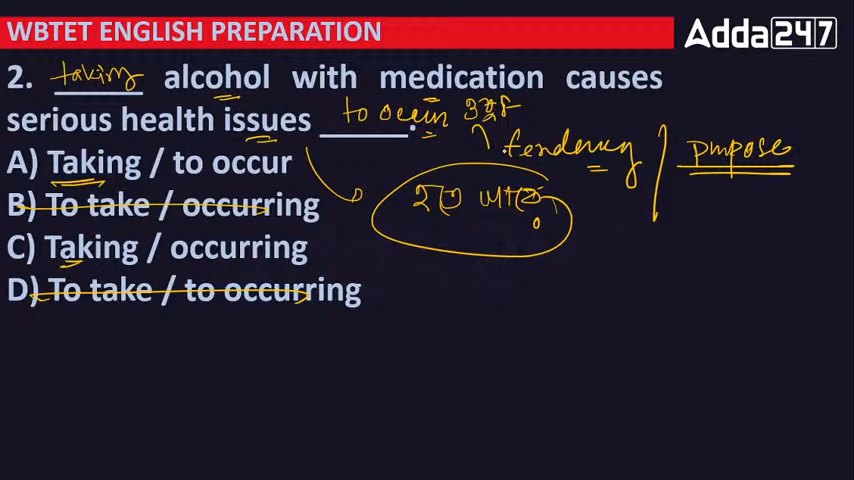 WBTET ENGLISH PREPARATION
Adda247
2. taking alcohol with medication causes
serious health issues to occur.
tendency
purpose
A) Taking / to occur
B) To take / occurring
C) Taking / occurring
D) To take / to occurring